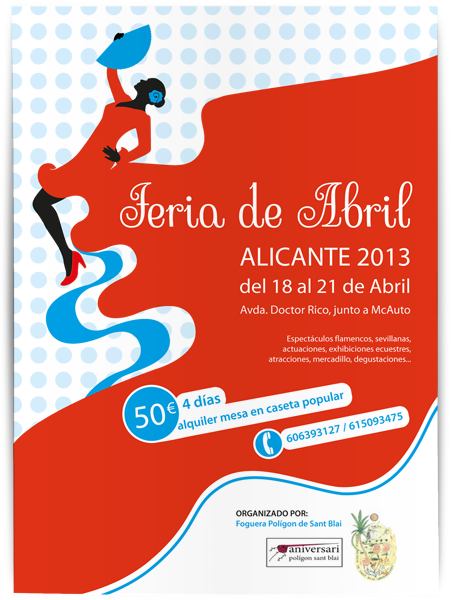 Feria de Abril
ALICANTE 2013
del 18 al 21 de Abril
Avda. Doctor Rico, junto a McAuto
Espectáculos flamencos, sevillanas,
actuaciones, exhibiciones ecuestres,
atracciones, mercadillo, degustaciones...
50€
4 días
alquiler mesa en caseta popular
606393127 / 615093475
ORGANIZADO POR:
Foguera Polígon de Sant Blai
aniversari
polígon sant blai